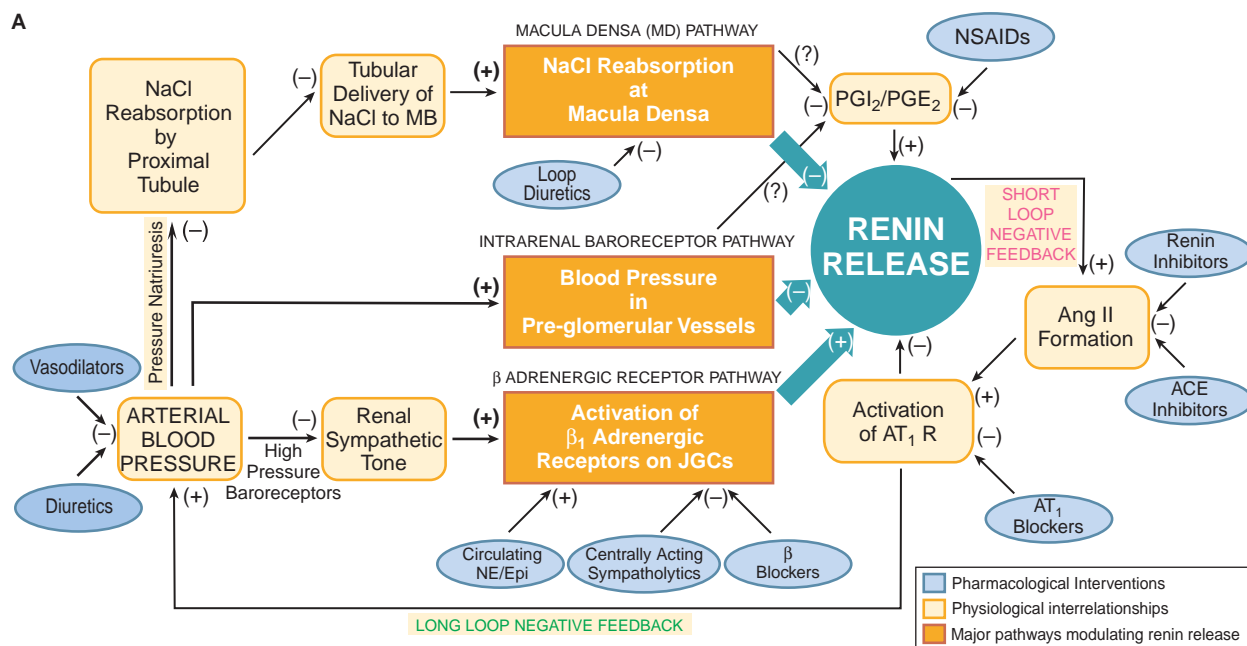 A
MACULA DENSA (MD) PATHWAY
NaCl
Reabsorption
by
Proximal
Tubule
(–)
Tubular
Delivery of
NaCl to MB
(+)
NaCl Reabsorption
at
Macula Densa
(?)
(–)
NSAIDs
PGI2/PGE2
(–)
(+)
Loop
Diuretics
(–)
(–)
(?)
Pressure Natriuresis
(–)
INTRARENAL BARORECEPTOR PATHWAY
(+)
Blood Pressure
in
Pre-glomerular Vessels
(–)
RENIN
RELEASE
SHORT
LOOP
NEGATIVE
FEEDBACK
(+)
Renin
Inhibitors
Ang II
Formation
(–)
ACE
Inhibitors
Vasodilators
(–)
ARTERIAL
BLOOD
PRESSURE
(+)
Diuretics
(–)
High
Pressure
Baroreceptors
Renal
Sympathetic
Tone
(+)
β ADRENERGIC RECEPTOR PATHWAY
Activation of
β1 Adrenergic
Receptors on JGCs
(+)
(–)
Activation
of AT1 R
(+)
(–)
AT1
Blockers
(+)
(–)
Circulating
NE/Epi
Centrally Acting
Sympatholytics
β
Blockers
LONG LOOP NEGATIVE FEEDBACK
Pharmacological Interventions
Physiological interrelationships
Major pathways modulating renin release